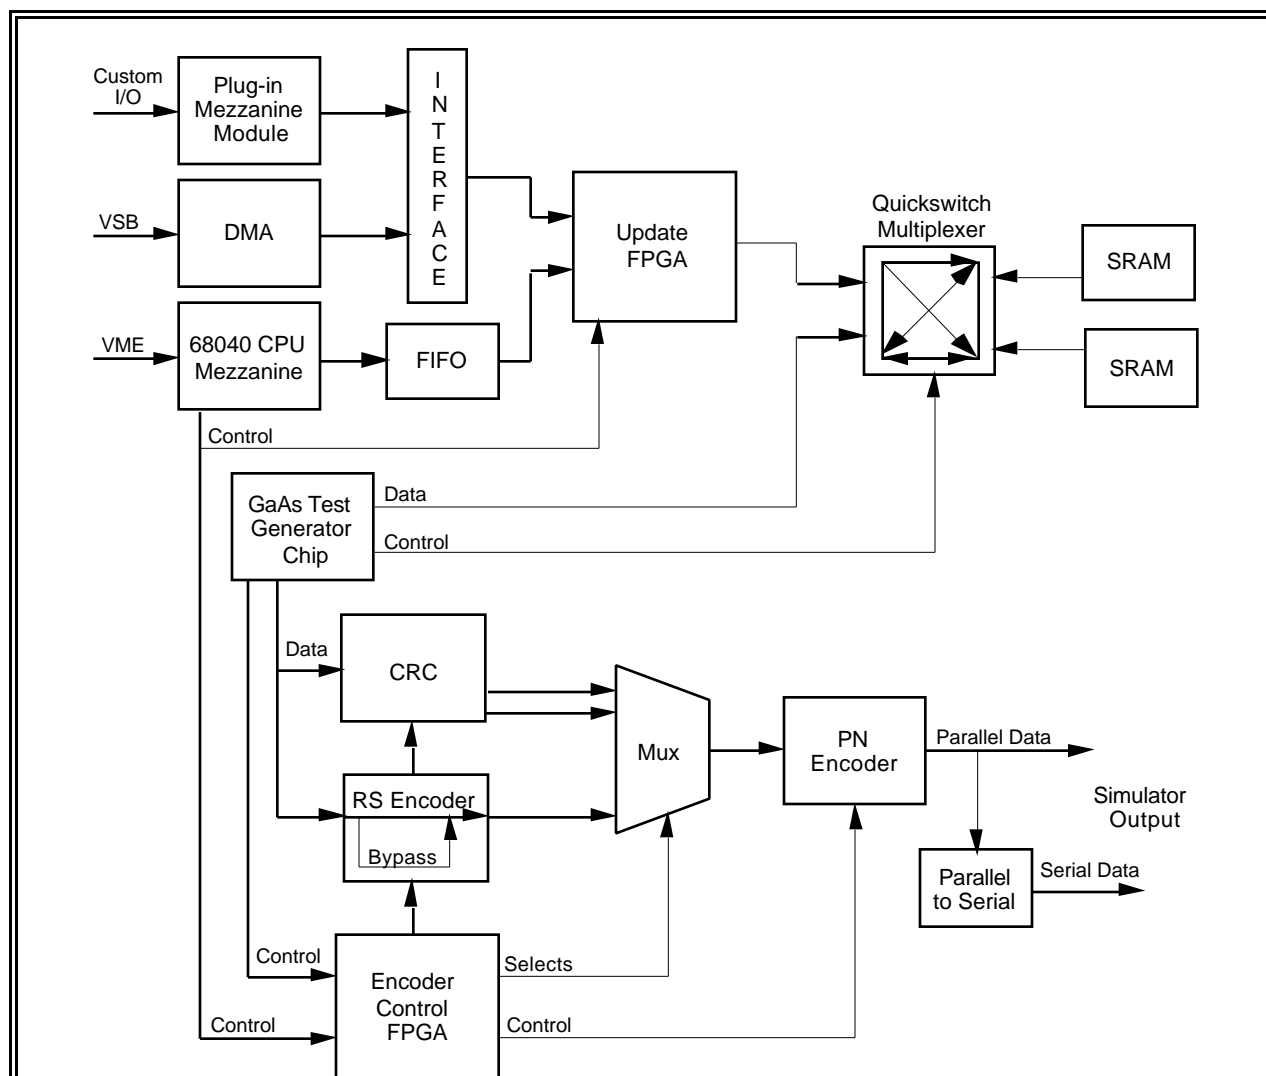 Custom
I/O
Plug-in
Mezzanine
Module
INTERFACE
VSB
DMA
Update
FPGA
Quickswitch
Multiplexer
SRAM
SRAM
VME
68040 CPU
Mezzanine
FIFO
Control
GaAs Test
Generator
Chip
Data
Control
Data
CRC
Mux
PN
Encoder
Parallel Data
RS Encoder
Bypass
Simulator
Output
Parallel
to Serial
Serial Data
Control
Encoder
Control
FPGA
Selects
Control
Control